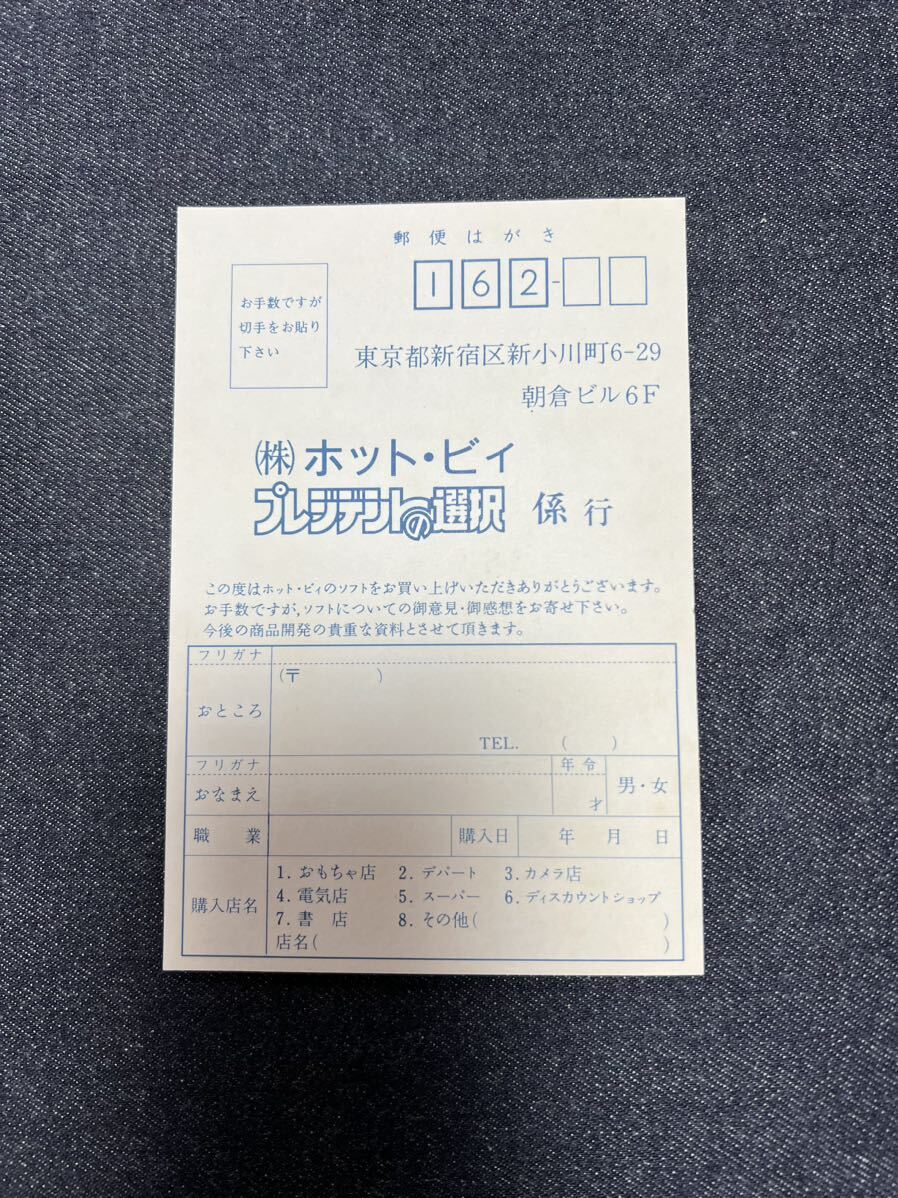 郵便はがき
162-
お手数ですが
切手をお貼り
下さい
東京都新宿区新小川町6-29
朝倉ビル6F
㈱ホット・ビィ
プレジデントの選択 係行
この度はホット・ビィのソフトをお買い上げいただきありがとうございます。
お手数ですが,ソフトについての御意見・御感想をお寄せ下さい。
今後の商品開発の貴重な資料とさせて頂きます。
フリガナ
おところ
(〒 )
TEL. ( )
フリガナ
おなまえ
年令
才
男・女
職業
購入日 年 月 日
購入店名
1. おもちゃ店 2. デパート 3. カメラ店
4. 電気店 5. スーパー 6. ディスカウントショップ
7. 書店 8. その他( )
店名( )